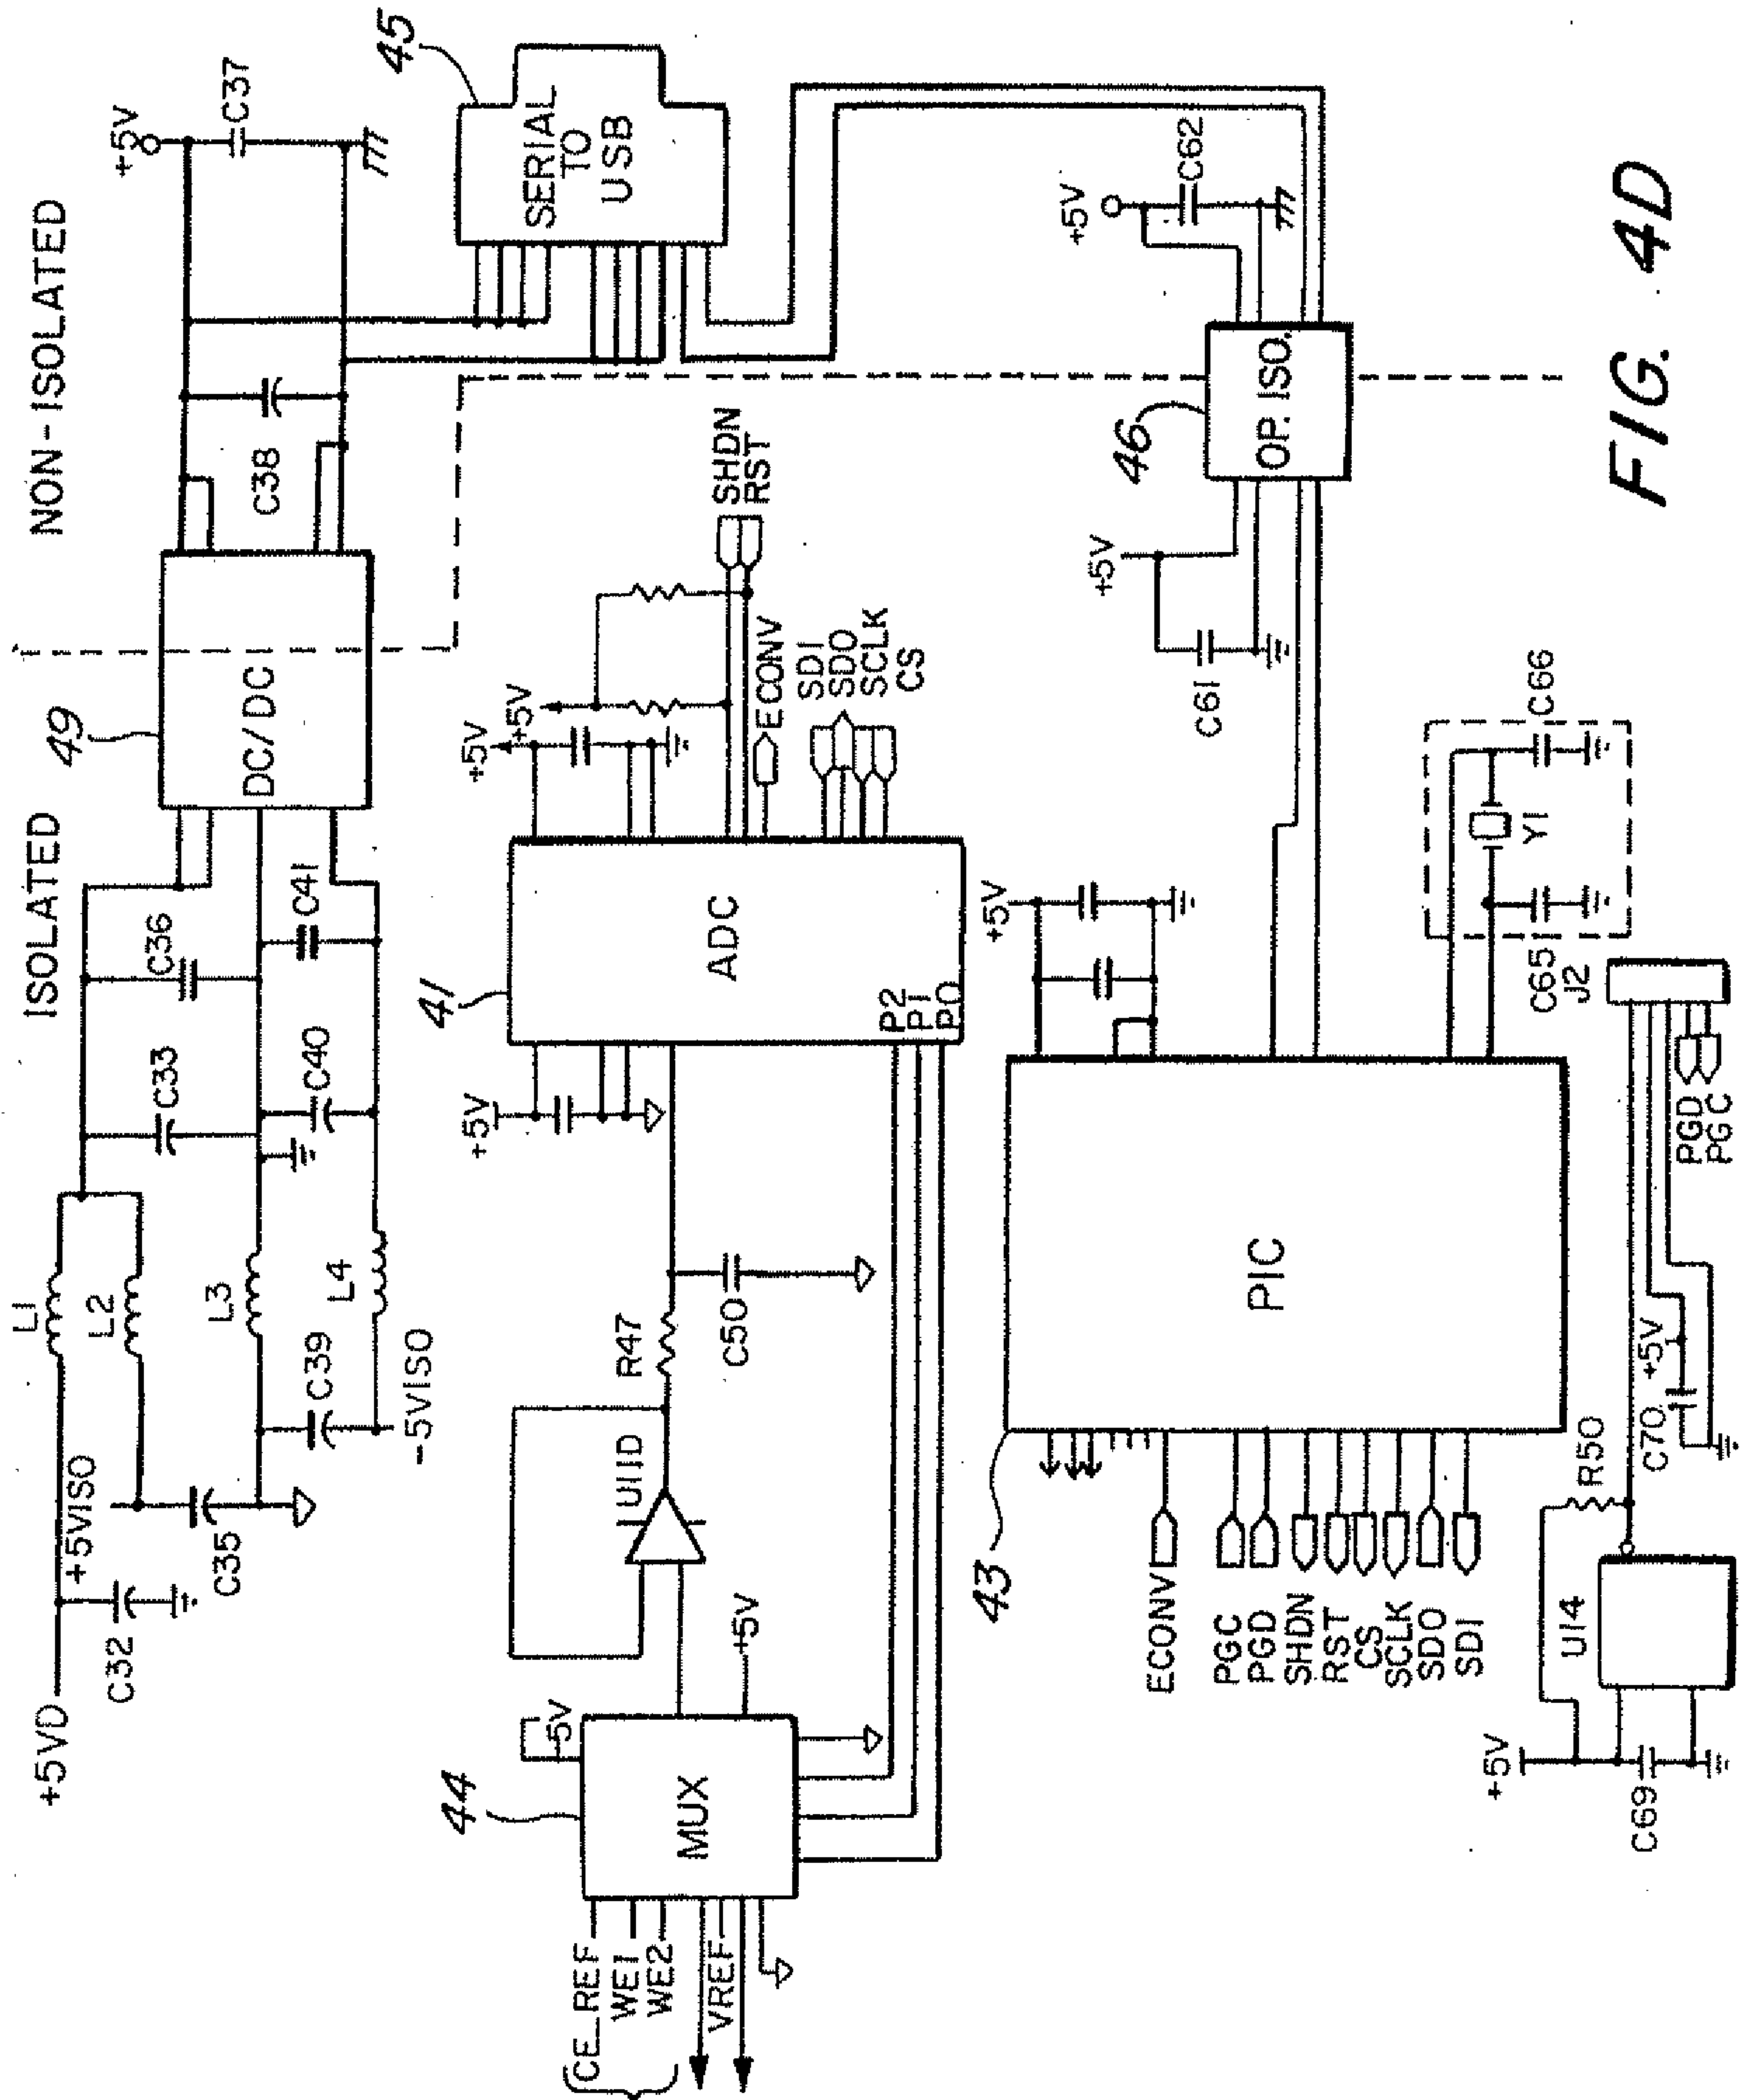 ISOLATED
NON-ISOLATED
+5VD
L1
+5VISO
L2
C32
C35
L3
C39
L4
-5VISO
C33
C36
C40
C41
49
DC/DC
C38
+5V
C37
45
SERIAL
TO
USB
44
MUX
-5V
+5V
CE_REF
WE1
WE2
VREF
U11D
R47
C50
41
ADC
P2
P1
P0
+5V
+5V
+5V
SHDN
RST
ECONV
SDI
SDO
SCLK
CS
46
OP. ISO.
+5V
C61
+5V
C62
43
PIC
+5V
ECONV
PGC
PGD
SHDN
RST
CS
SCLK
SDO
SDI
C65
Y1
C66
J2
PGD
PGC
+5V
C69
U14
R50
C70
+5V
FIG. 4D